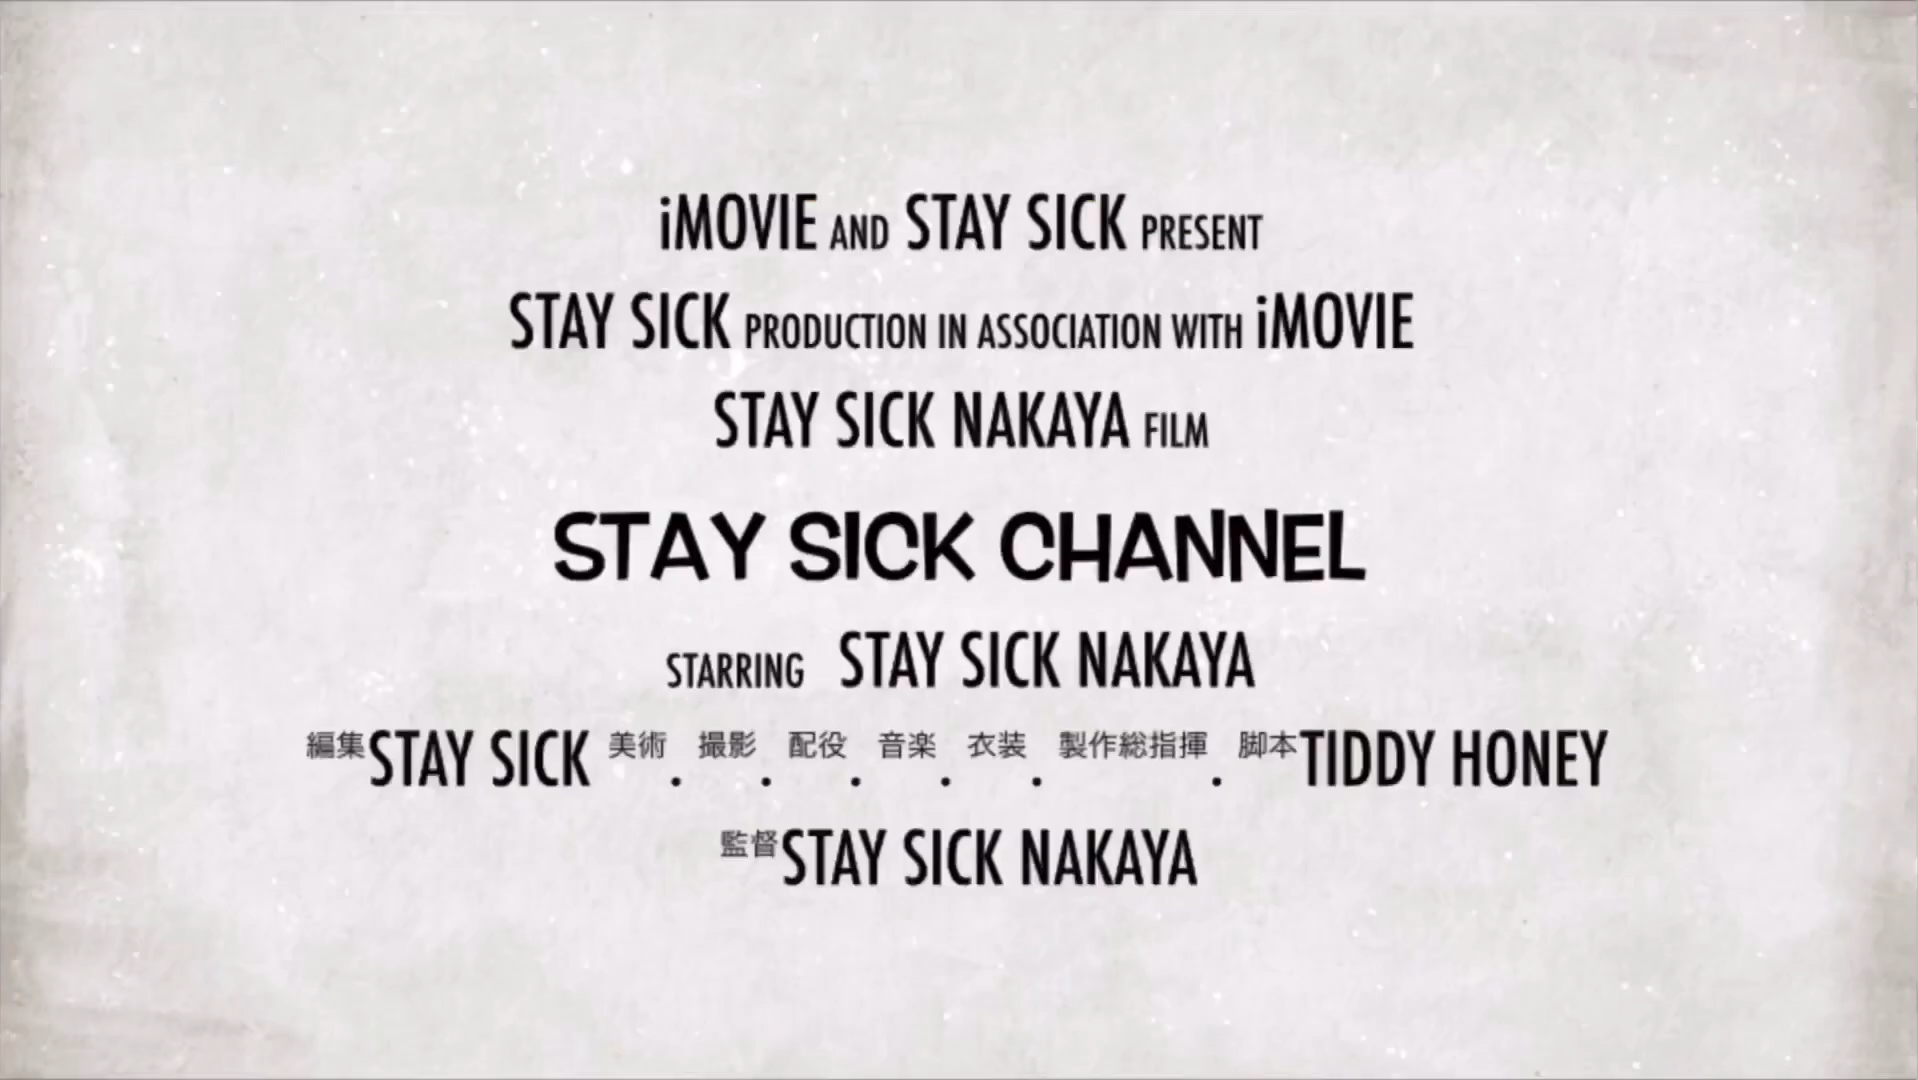 iMOVIE AND STAY SICK PRESENT
STAY SICK PRODUCTION IN ASSOCIATION WITH iMOVIE
STAY SICK NAKAYA FILM
STAY SICK CHANNEL
STARRING STAY SICK NAKAYA
編集STAY SICK 美術.撮影.配役.音楽.衣装.製作総指揮.脚本TIDDY HONEY
監督STAY SICK NAKAYA